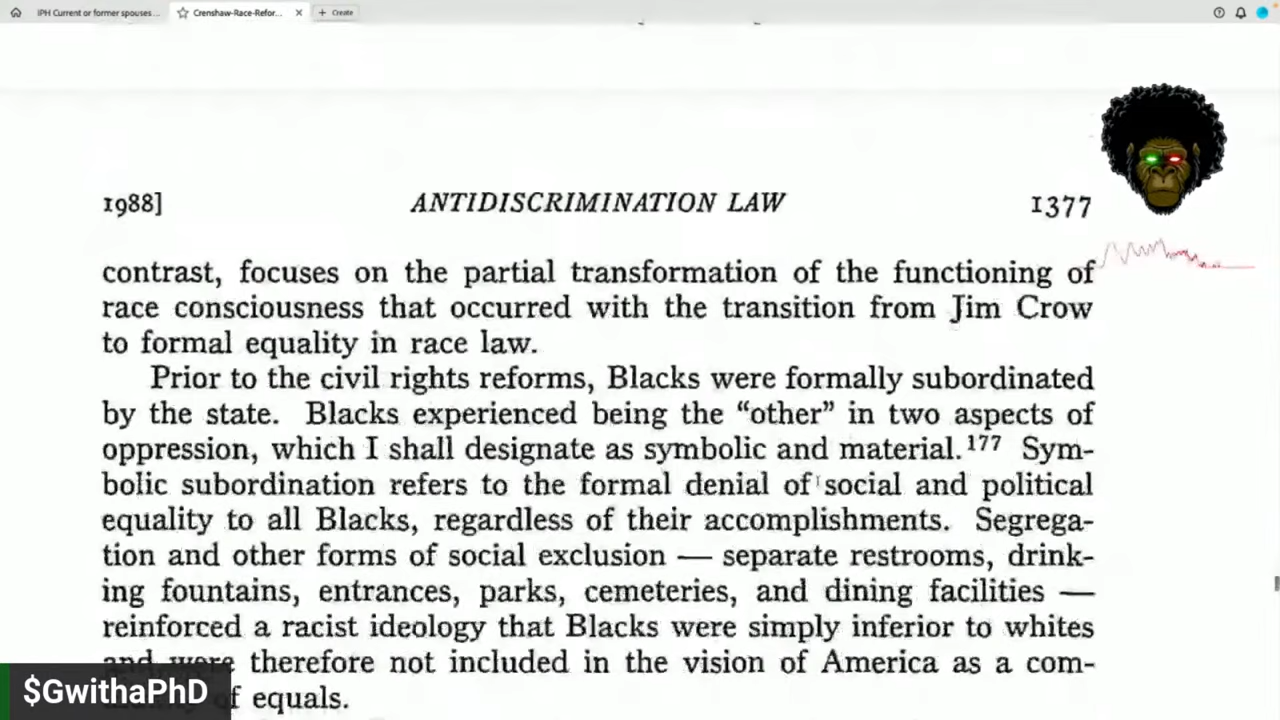 IPH Current or former spouses...
Crenshaw-Race-Refor...
Create
1988] ANTIDISCRIMINATION LAW 1377
contrast, focuses on the partial transformation of the functioning of
race consciousness that occurred with the transition from Jim Crow
to formal equality in race law.
Prior to the civil rights reforms, Blacks were formally subordinated
by the state. Blacks experienced being the “other” in two aspects of
oppression, which I shall designate as symbolic and material.177 Sym-
bolic subordination refers to the formal denial of social and political
equality to all Blacks, regardless of their accomplishments. Segrega-
tion and other forms of social exclusion — separate restrooms, drink-
ing fountains, entrances, parks, cemeteries, and dining facilities —
reinforced a racist ideology that Blacks were simply inferior to whites
and were therefore not included in the vision of America as a com-
of equals.
$GwithaPhD